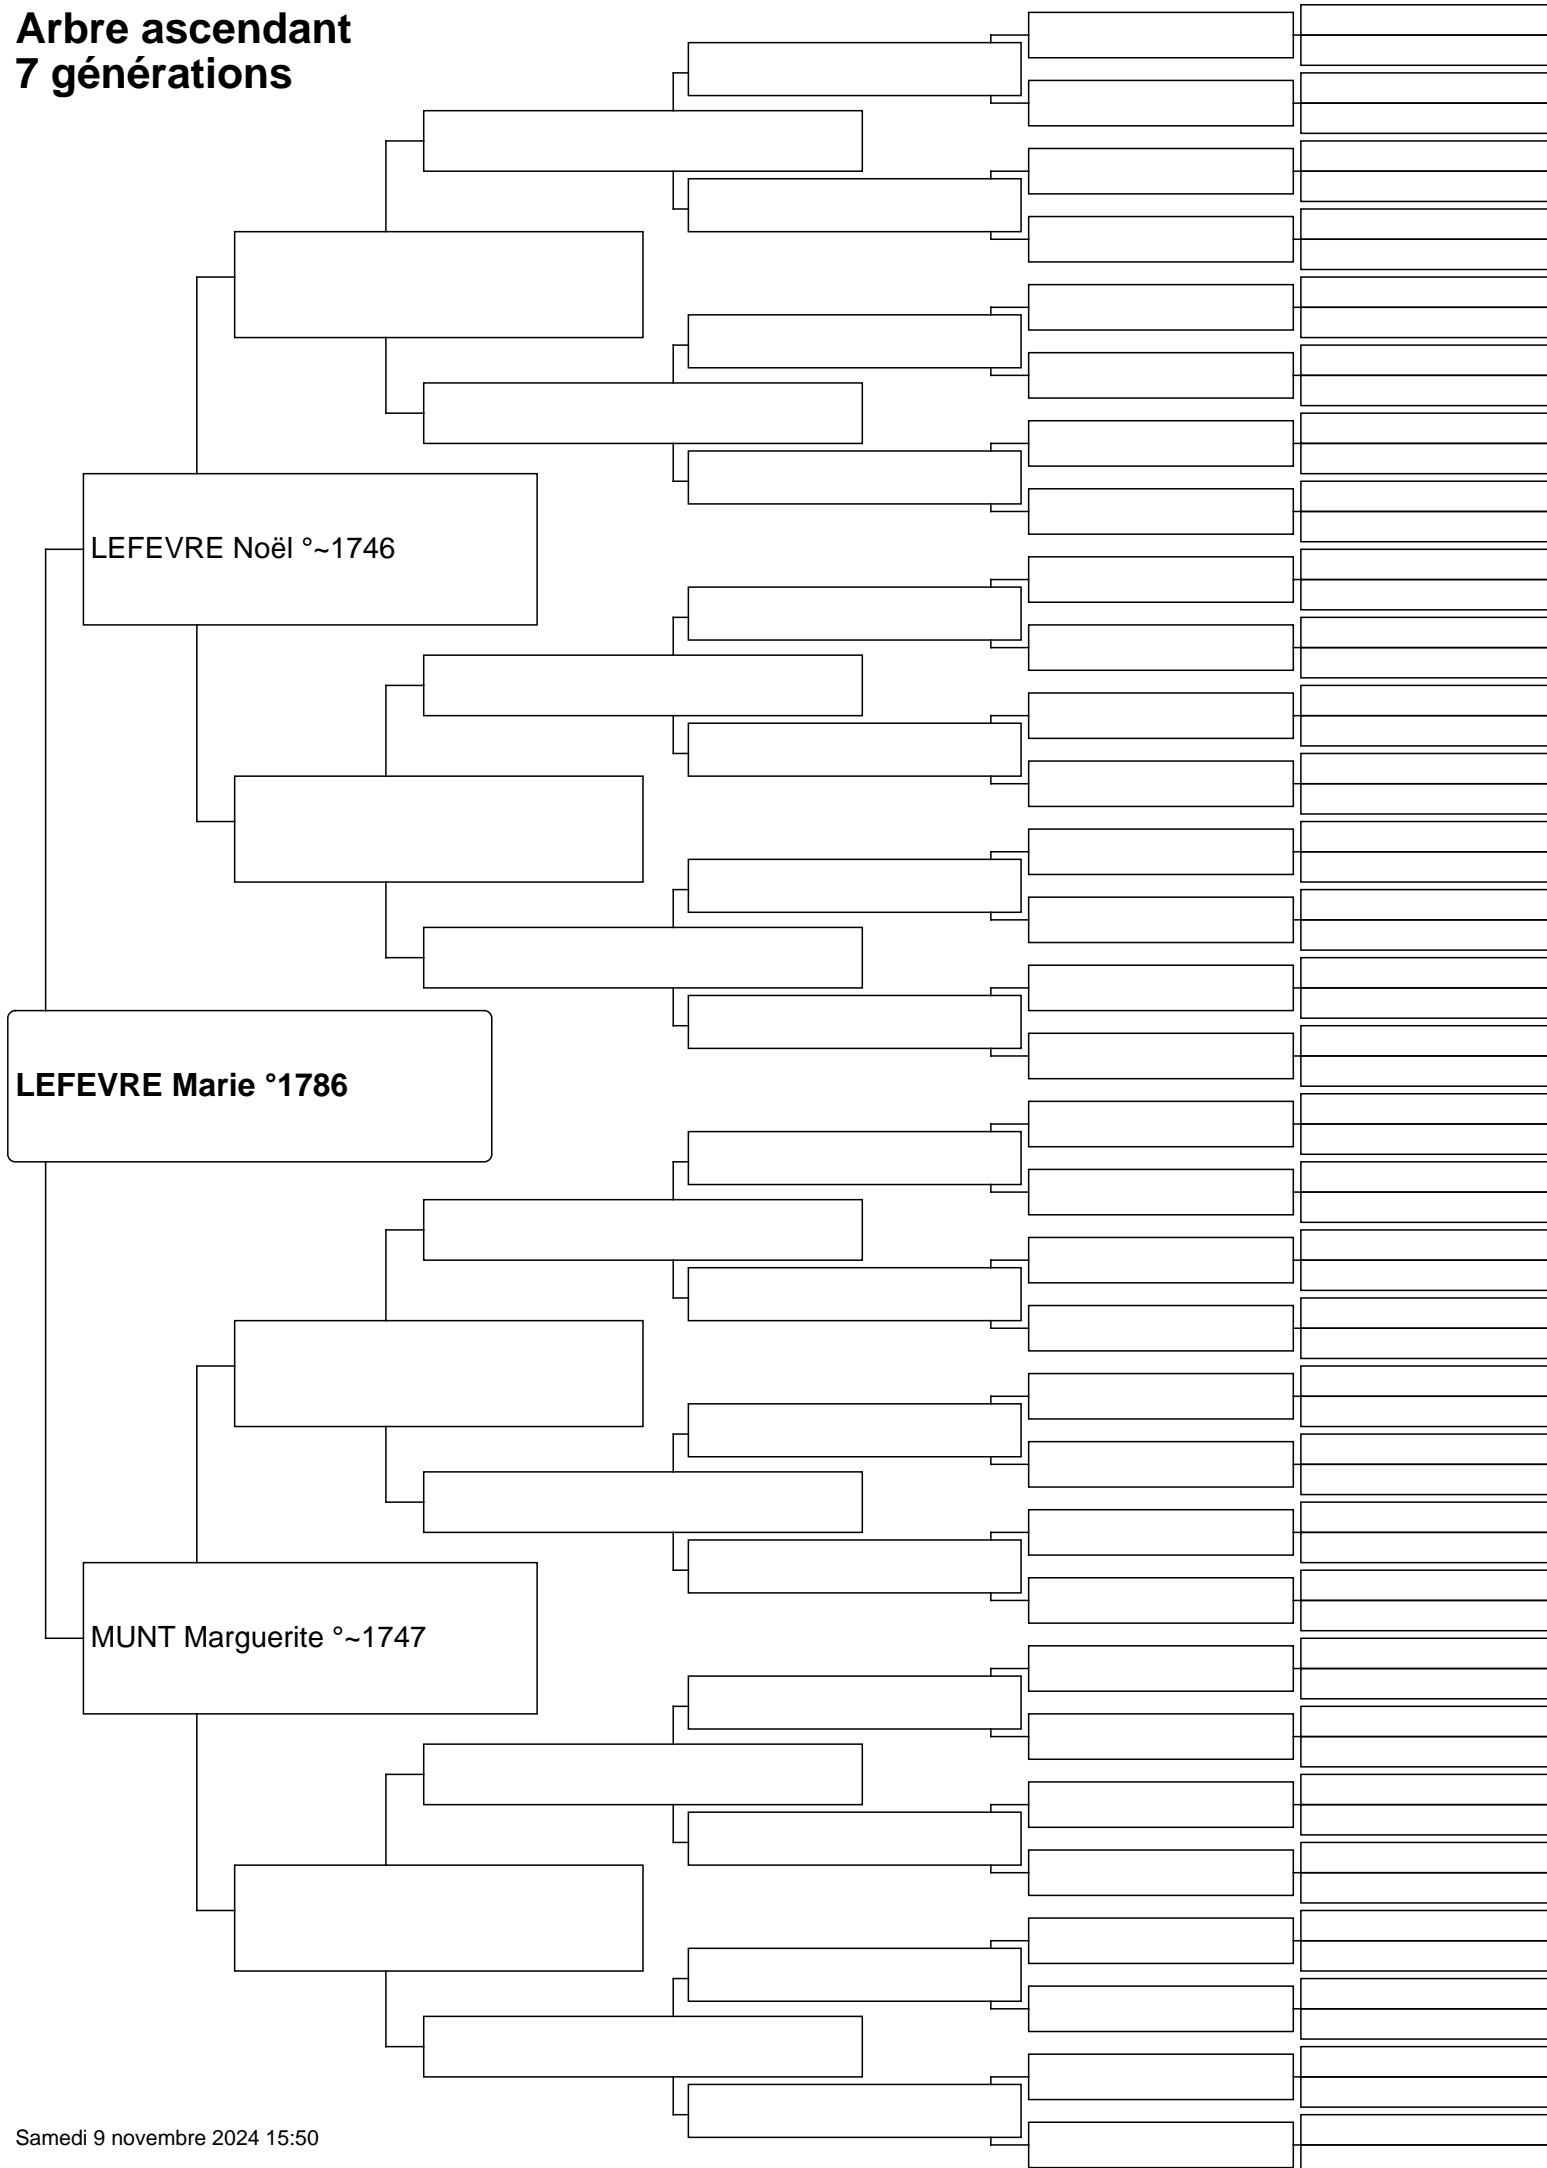 Arbre ascendant
7 générations
LEFEVRE Noël °~1746
LEFEVRE Marie °1786
MUNT Marguerite °~1747
Samedi 9 novembre 2024 15:50